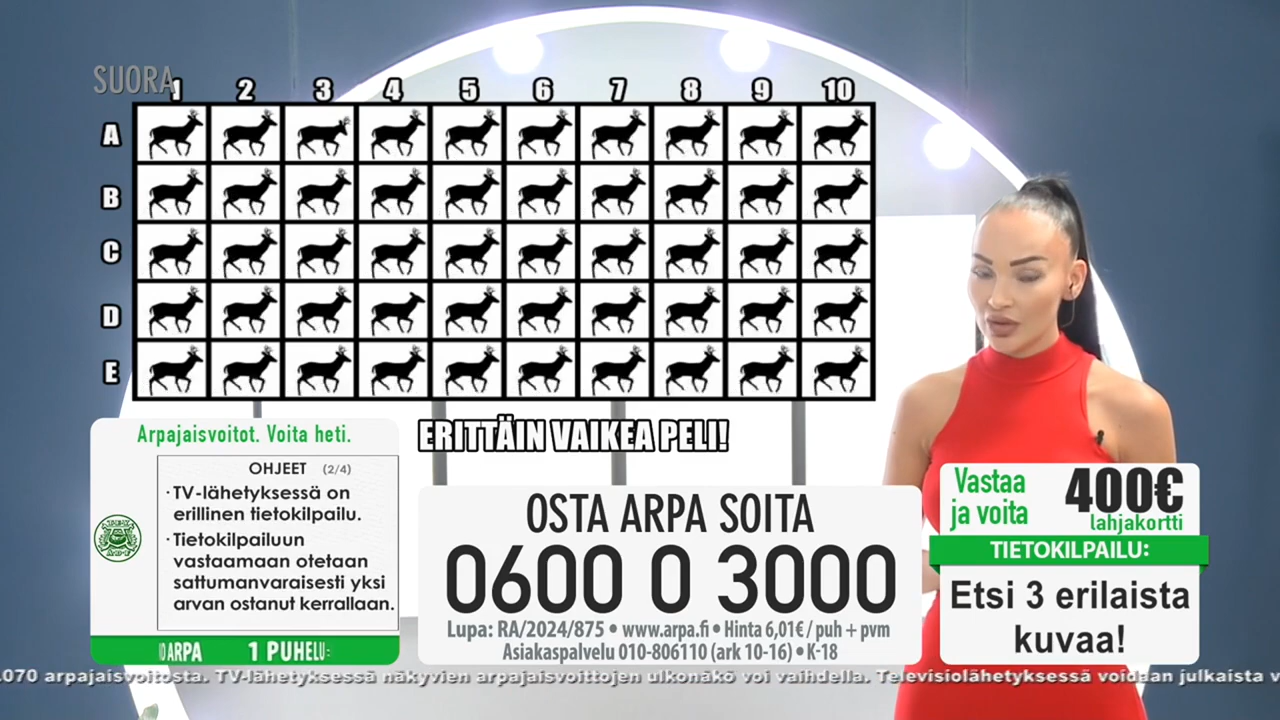 SUORA
1 2 3 4 5 6 7 8 9 10
A
B
C
D
E
ERITTÄIN VAIKEA PELI!
Arpajaisvoitot. Voita heti.
OHJEET (2/4)
·TV-lähetyksessä on
erillinen tietokilpailu.
·Tietokilpailuun
vastaamaan otetaan
sattumanvaraisesti yksi
arvan ostanut kerrallaan.
ARPA 1 PUHELU:
OSTA ARPA SOITA
0600 0 3000
Lupa: RA/2024/875 • www.arpa.fi • Hinta 6,01€ / puh + pvm
Asiakaspalvelu 010-806110 (ark 10-16) • K-18
Vastaa
ja voita
400€
lahjakortti
TIETOKILPAILU:
Etsi 3 erilaista
kuvaa!
.070 arpajaisvoitosta. TV-lähetyksessä näkyvien arpajaisvoittojen ulkonäkö voi vaihdella. Televisiolähetyksessä voidaan julkaista v